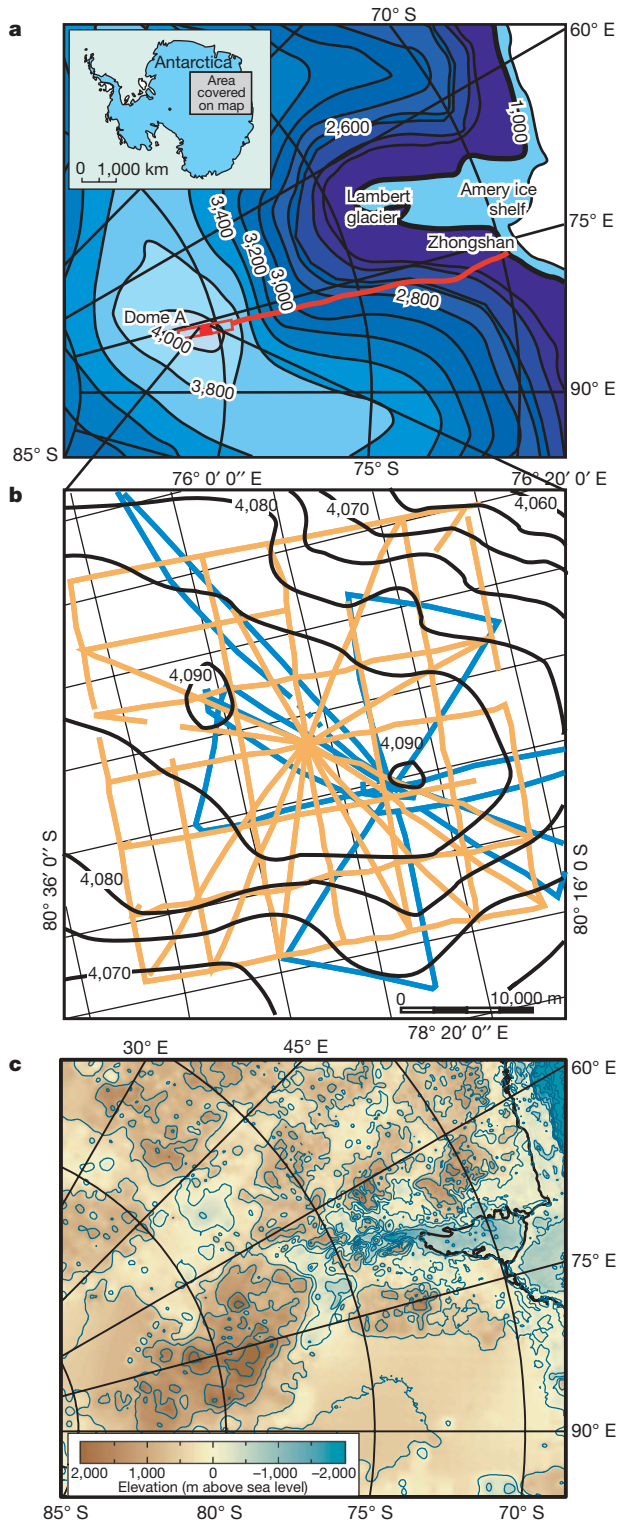 a
70° S
60° E
Antarctica
Area
covered
on map
0 1,000 km
2,600
1,000
Lambert
glacier
Amery ice
shelf
75° E
3,400
3,200
3,000
Zhongshan
2,800
Dome A
4,000
3,800
90° E
85° S
75° S
b
76° 0′ 0′′ E
76° 20′ 0′ E
4,080
4,070
4,060
4,090
4,090
80° 36′ 0′′ S
80° 16′ 0 S
4,080
4,070
0 10,000 m
78° 20′ 0′′ E
c
30° E
45° E
60° E
75° E
90° E
2,000 1,000 0 –1,000 –2,000
Elevation (m above sea level)
85° S
80° S
75° S
70° S